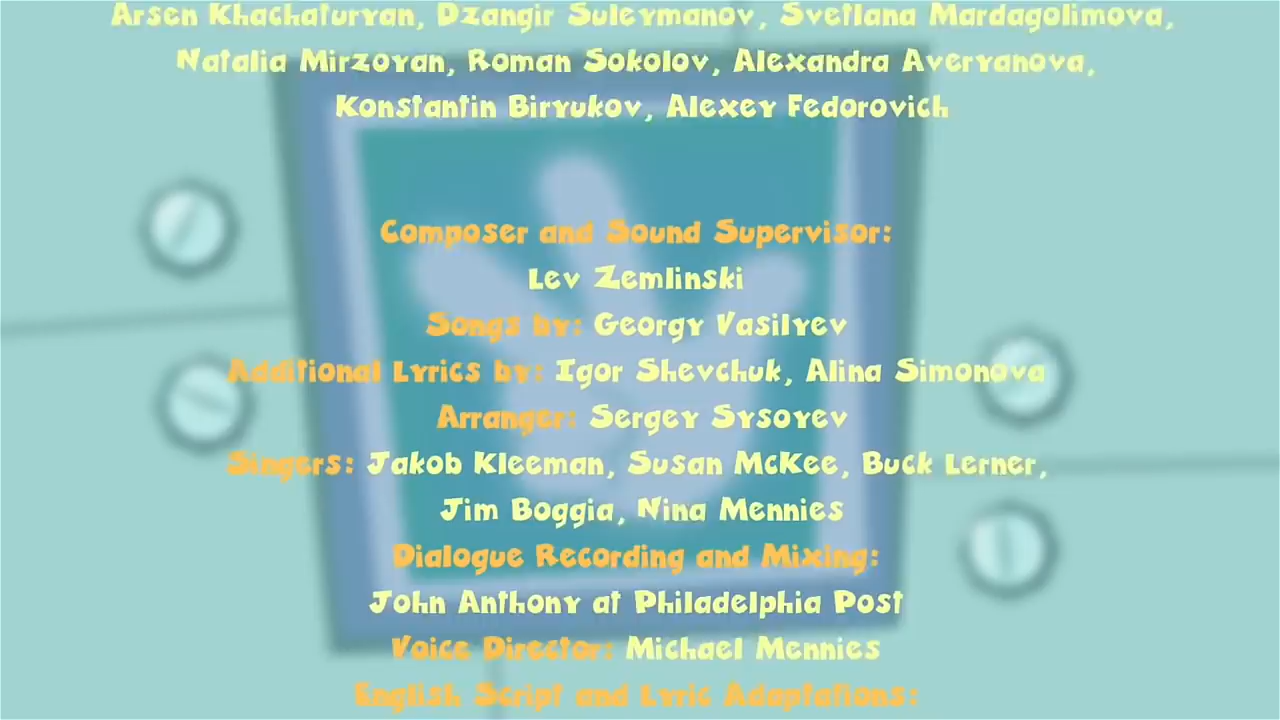 Arsen Khachaturyan, Dzangir Suleymanov, Svetlana Mardagolimova,
Natalia Mirzoyan, Roman Sokolov, Alexandra Averyanova,
Konstantin Biryukov, Alexey Fedorovich
Composer and Sound Supervisor:
Lev Zemlinski
Songs by: Georgy Vasilyev
Additional Lyrics by: Igor Shevchuk, Alina Simonova
Arranger: Sergey Sysoyev
Singers: Jakob Kleeman, Susan McKee, Buck Lerner,
Jim Boggia, Nina Mennies
Dialogue Recording and Mixing:
John Anthony at Philadelphia Post
Voice Director: Michael Mennies
English Script and Lyric Adaptations: